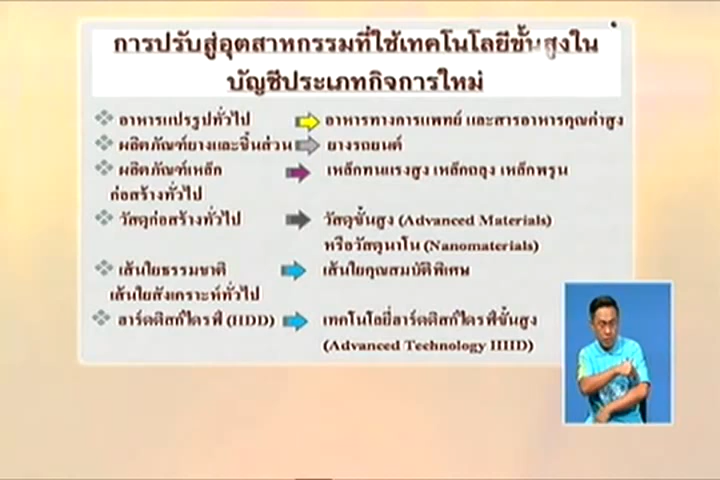 การปรับสู่อุตสาหกรรมที่ใช้เทคโนโลยีขั้นสูงใน
บัญชีประเภทกิจการใหม่
อาหารแปรรูปทั่วไป อาหารทางการแพทย์ และสารอาหารคุณค่าสูง
ผลิตภัณฑ์ยางและชิ้นส่วน ยางรถยนต์
ผลิตภัณฑ์เหล็ก เหล็กทนแรงสูง เหล็กถลุง เหล็กพรุน
ก่อสร้างทั่วไป
วัสดุก่อสร้างทั่วไป วัสดุขั้นสูง (Advanced Materials)
หรือวัสดุนาโน (Nanomaterials)
เส้นใยธรรมชาติ เส้นใยคุณสมบัติพิเศษ
เส้นใยสังเคราะห์ทั่วไป
ฮาร์ดดิสก์ไดรฟ์ (HDD) เทคโนโลยี่ฮาร์ดดิสก์ไดรฟ์ขั้นสูง
(Advanced Technology HHD)